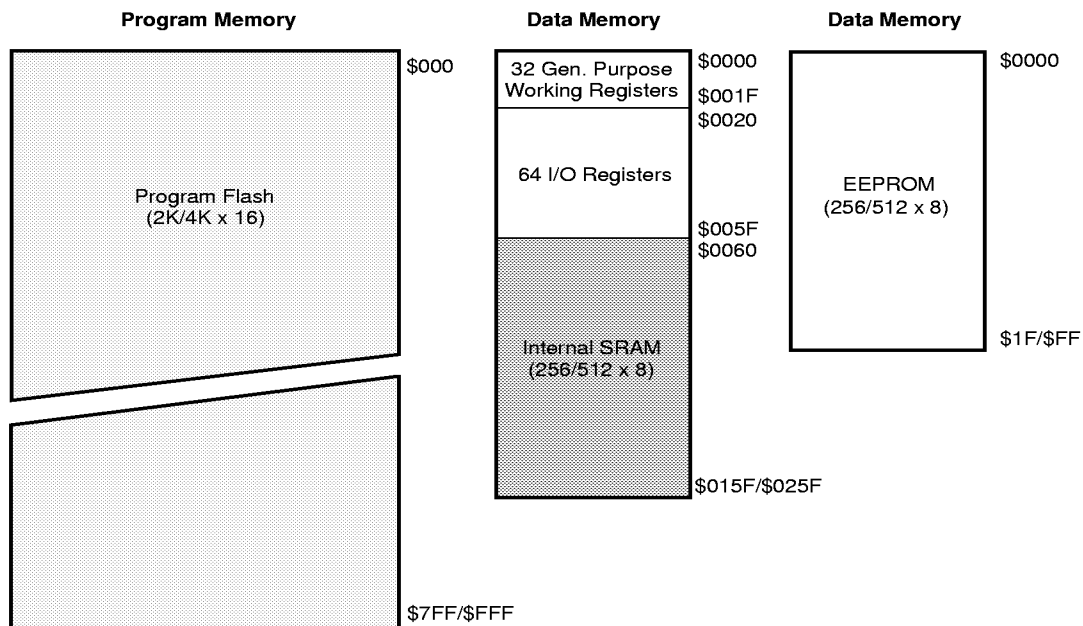 Program Memory
$000
Program Flash
(2K/4K x 16)
$7FF/$FFF
Data Memory
32 Gen. Purpose
Working Registers
$0000
$001F
$0020
64 I/O Registers
$005F
$0060
Internal SRAM
(256/512 x 8)
$015F/$025F
Data Memory
$0000
EEPROM
(256/512 x 8)
$1F/$FF